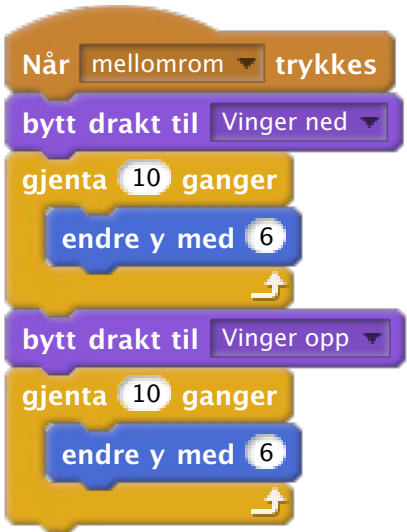 Når mellomrom trykkes
bytt drakt til Vinger ned
gjenta 10 ganger
endre y med 6
bytt drakt til Vinger opp
gjenta 10 ganger
endre y med 6